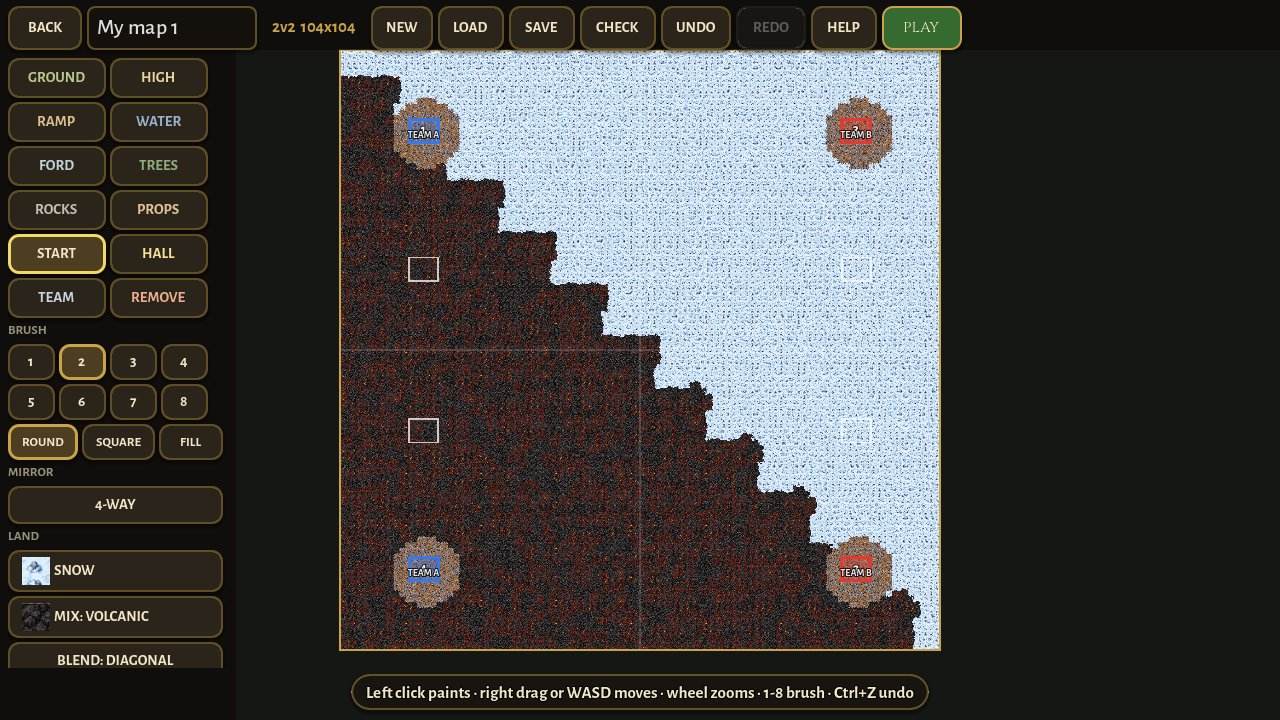 BACK
My map 1
2v2 104x104
NEW
LOAD
SAVE
CHECK
UNDO
REDO
HELP
PLAY
GROUND
HIGH
RAMP
WATER
FORD
TREES
ROCKS
PROPS
START
HALL
TEAM
REMOVE
BRUSH
1
2
3
4
5
6
7
8
ROUND
SQUARE
FILL
MIRROR
4-WAY
LAND
SNOW
MIX: VOLCANIC
BLEND: DIAGONAL
TEAM A
TEAM B
TEAM A
TEAM B
Left click paints · right drag or WASD moves · wheel zooms · 1-8 brush · Ctrl+Z undo